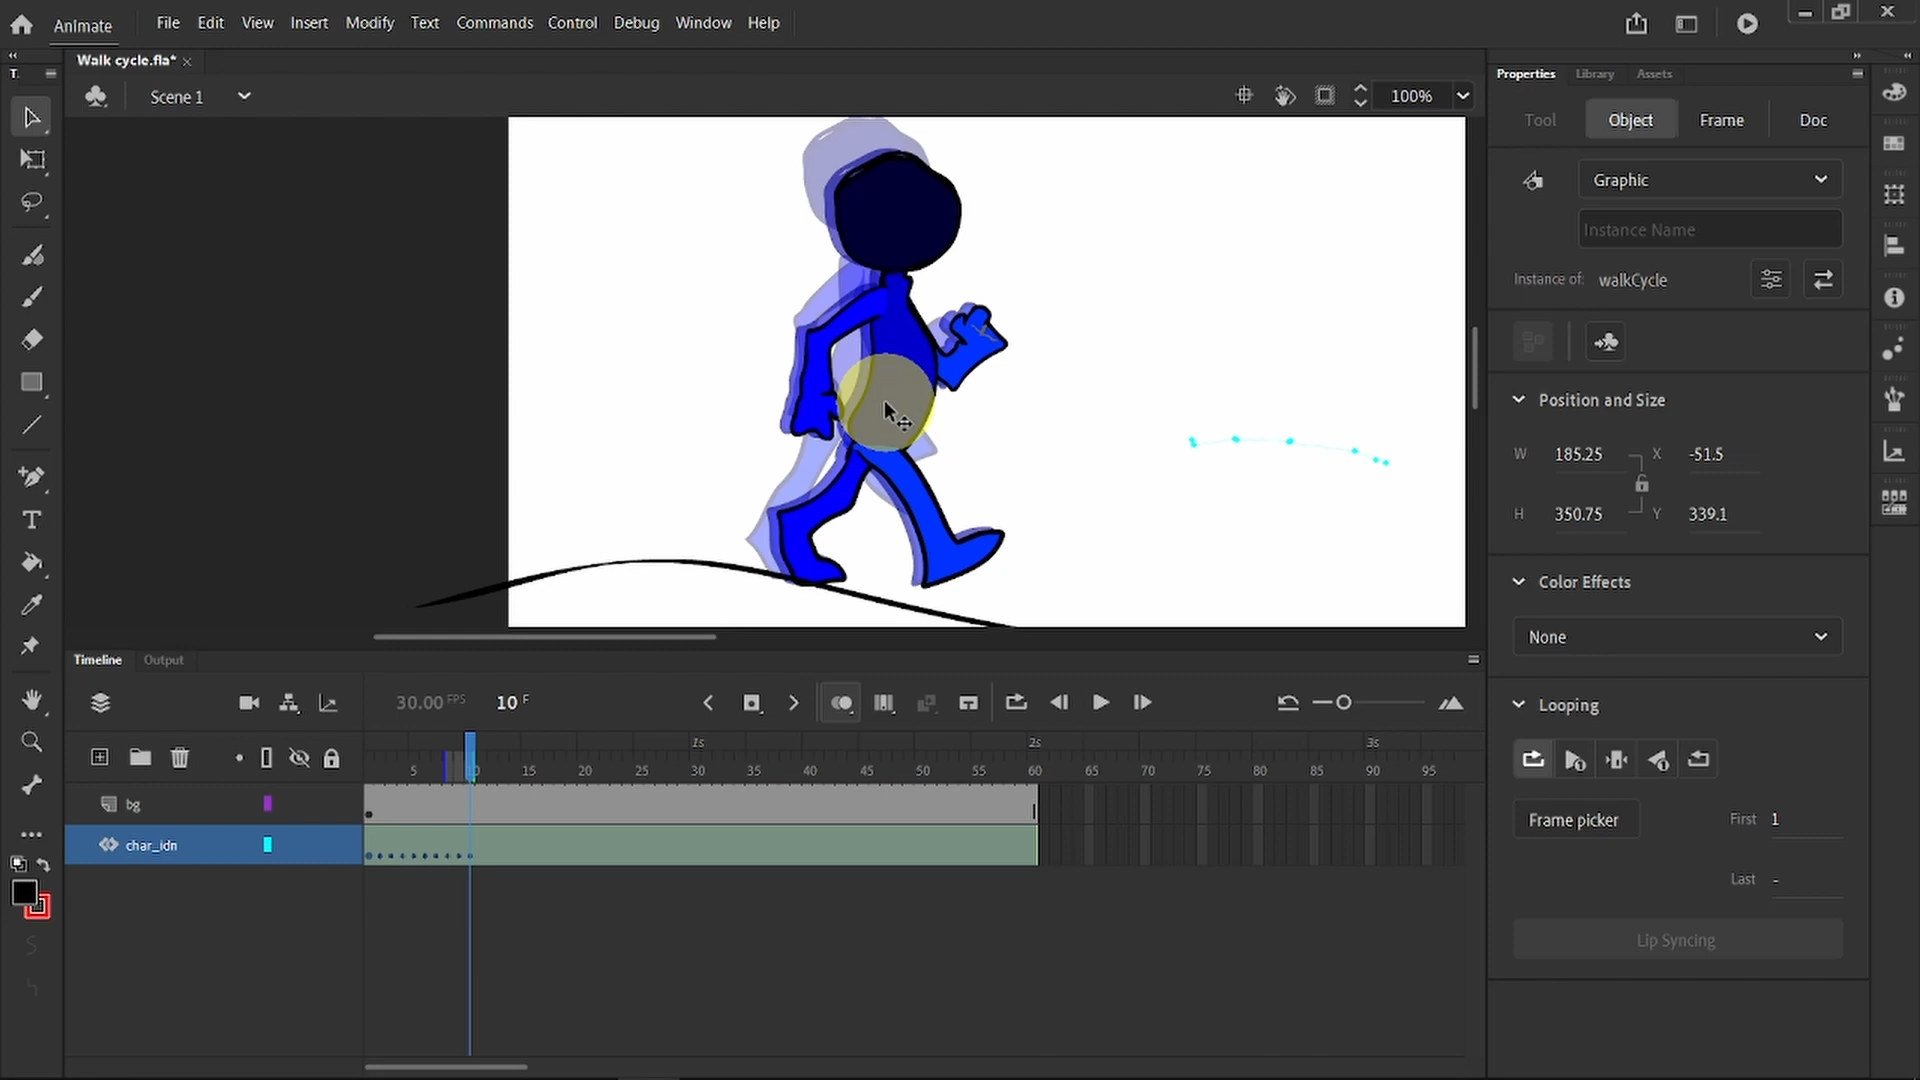 Animate File Edit View Insert Modify Text Commands Control Debug Window Help
Walk cycle.fla*
Properties Library Assets
T.
Scene 1
100%
Tool Object Frame Doc
Graphic
Instance Name
Instance of: walkCycle
Position and Size
W 185.25 X -51.5
H 350.75 Y 339.1
Color Effects
None
Looping
Frame picker First 1
Last -
Lip Syncing
Timeline Output
30.00 FPS 10 F
1s 2s 3s
5 10 15 20 25 30 35 40 45 50 55 60 65 70 75 80 85 90 95
bg
char_idn